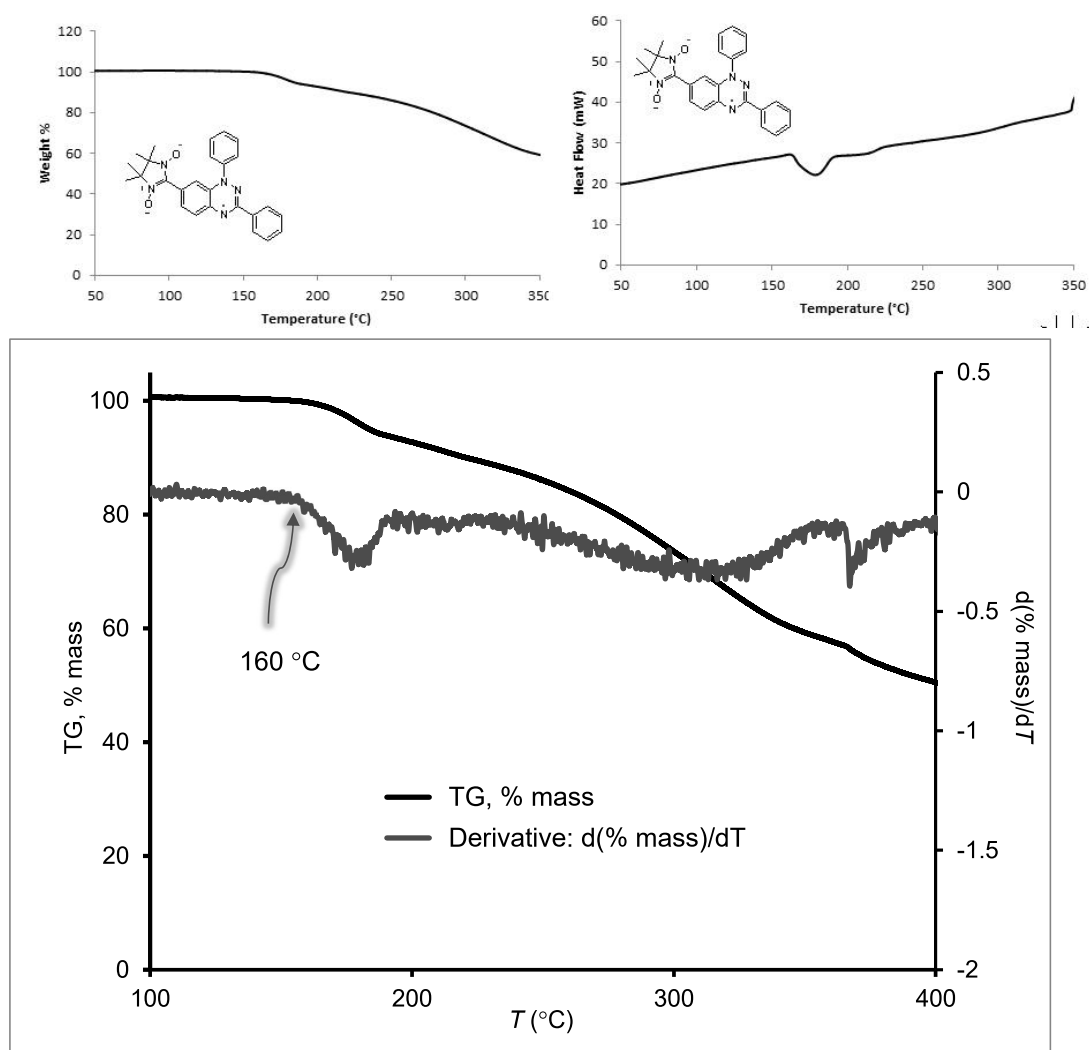 120
100
80
60
40
20
0
Weight %
50
100
150
200
250
300
350
Temperature (°C)
O
N
N
O
N
N
N
60
50
40
30
20
10
0
Heat Flow (mW)
50
100
150
200
250
300
350
Temperature (°C)
O
N
N
O
N
N
N
100
80
60
40
20
0
TG, % mass
0.5
0
-0.5
-1
-1.5
-2
d(% mass)/dT
160 °C
TG, % mass
Derivative: d(% mass)/dT
100
200
300
400
T (°C)